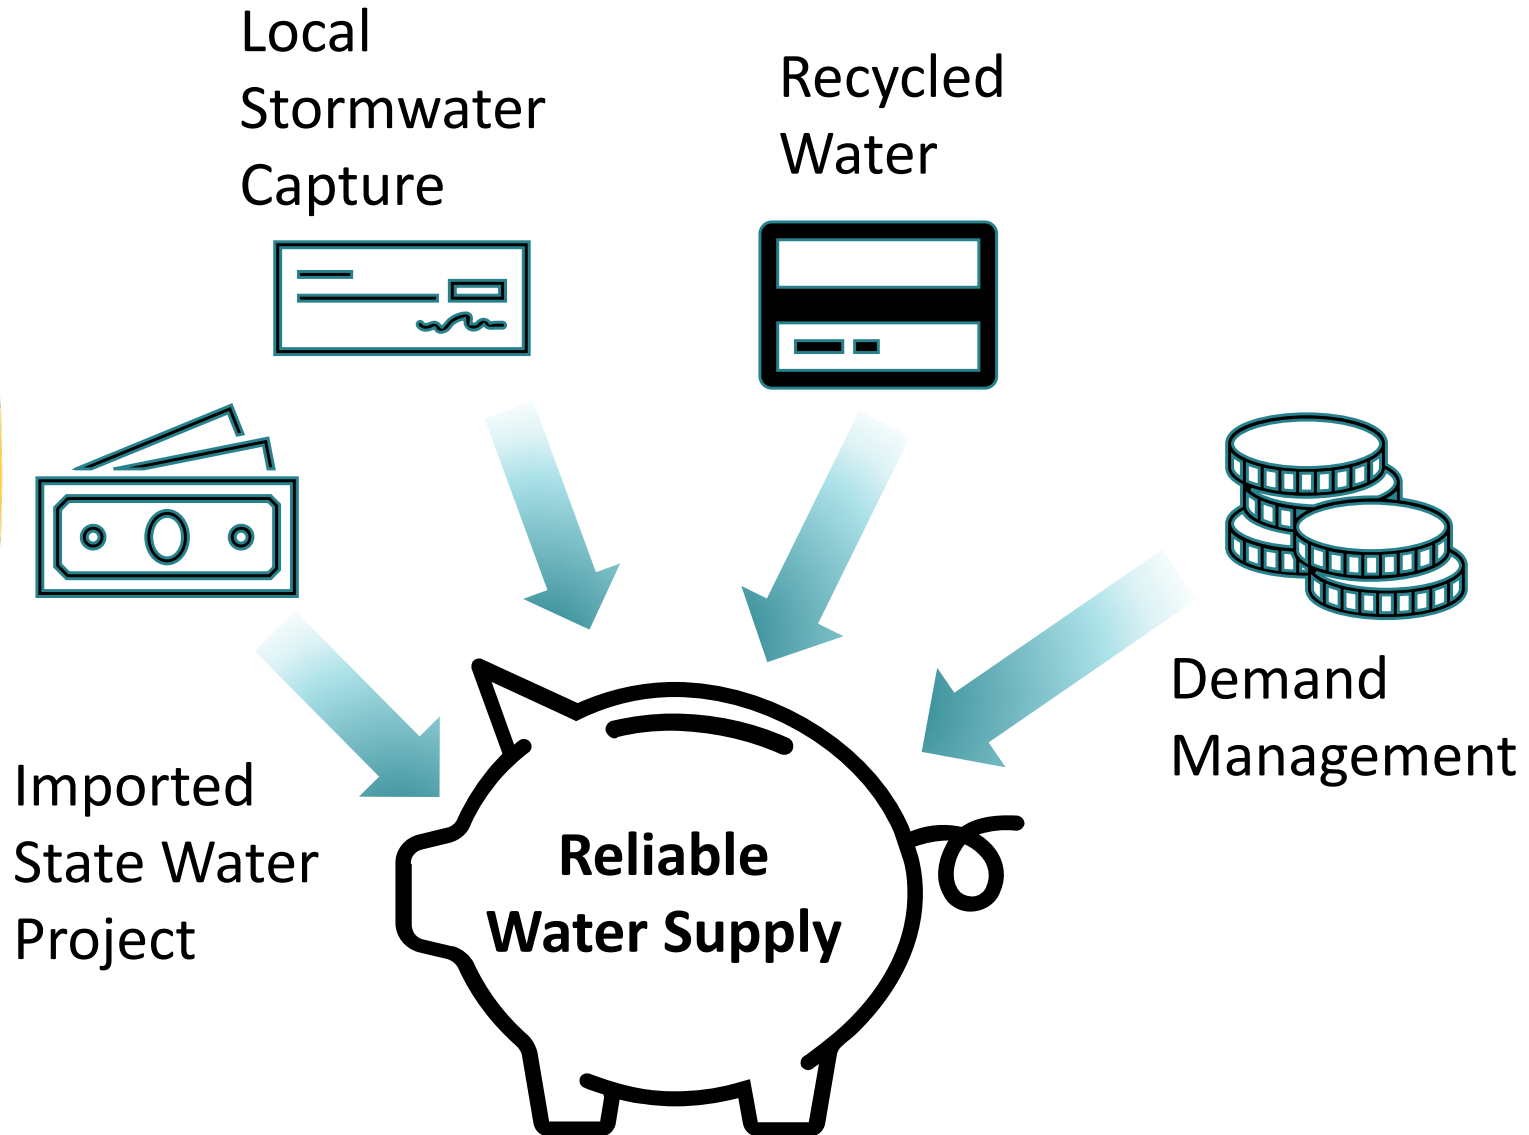 Local
Stormwater
Capture
Recycled
Water
Imported
State Water
Project
Demand
Management
Reliable
Water Supply